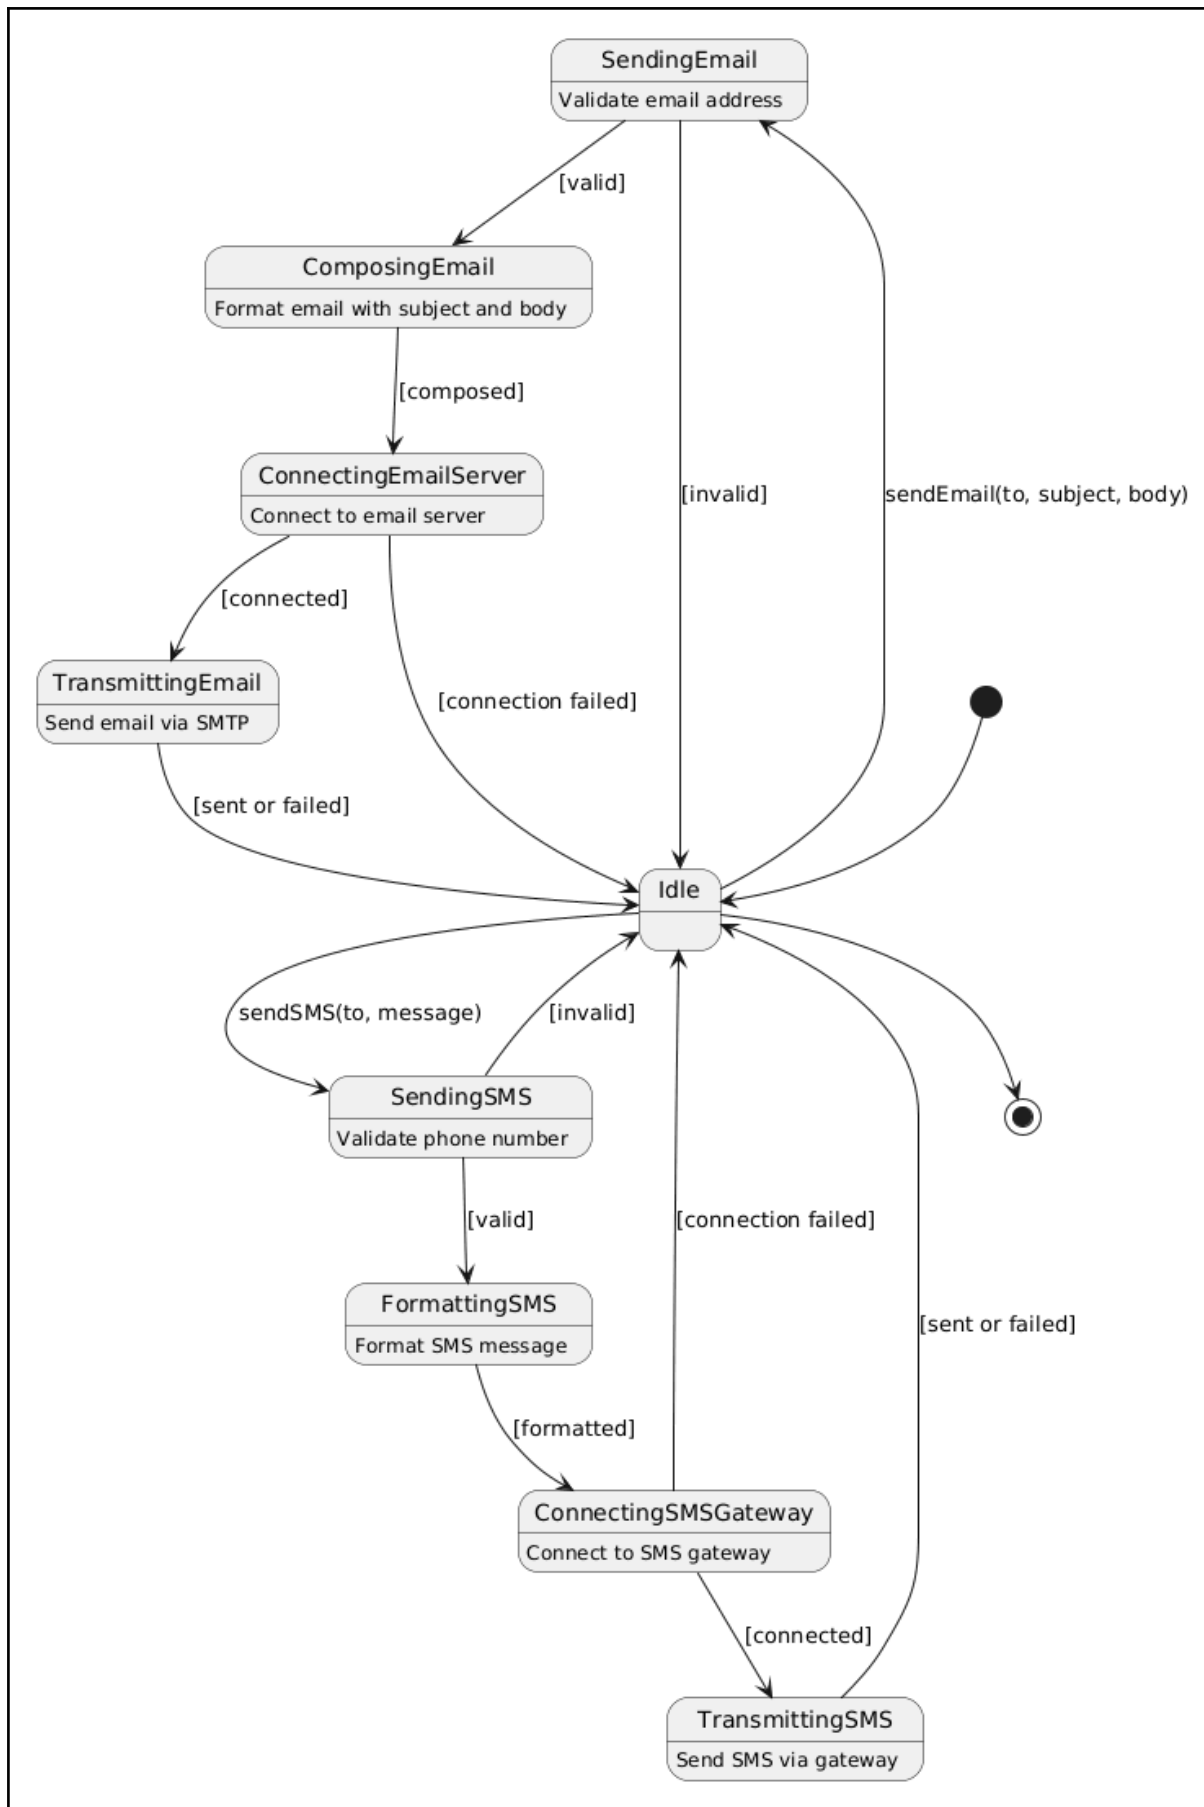 SendingEmail
Validate email address
[valid]
ComposingEmail
Format email with subject and body
[composed]
ConnectingEmailServer
Connect to email server
[invalid]
sendEmail(to, subject, body)
[connected]
TransmittingEmail
Send email via SMTP
[connection failed]
[sent or failed]
Idle
sendSMS(to, message)
[invalid]
SendingSMS
Validate phone number
[valid]
[connection failed]
FormattingSMS
Format SMS message
[sent or failed]
[formatted]
ConnectingSMSGateway
Connect to SMS gateway
[connected]
TransmittingSMS
Send SMS via gateway